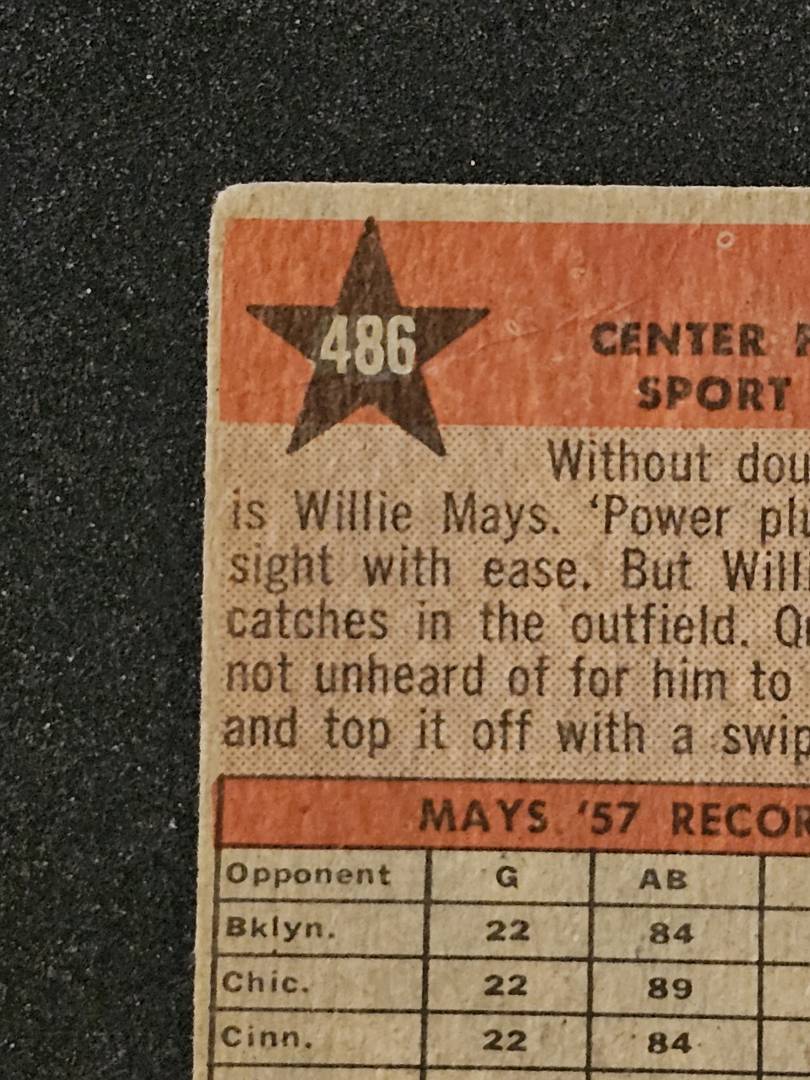 486
CENTER
SPORT
Without
is Willie Mays. ‘Power
sight with ease. But
catches in the outfield.
not unheard of for him to
and top it off with a
MAYS '57
Opponent G AB
Bklyn. 22 84
Chic. 22 89
Cinn. 22 84